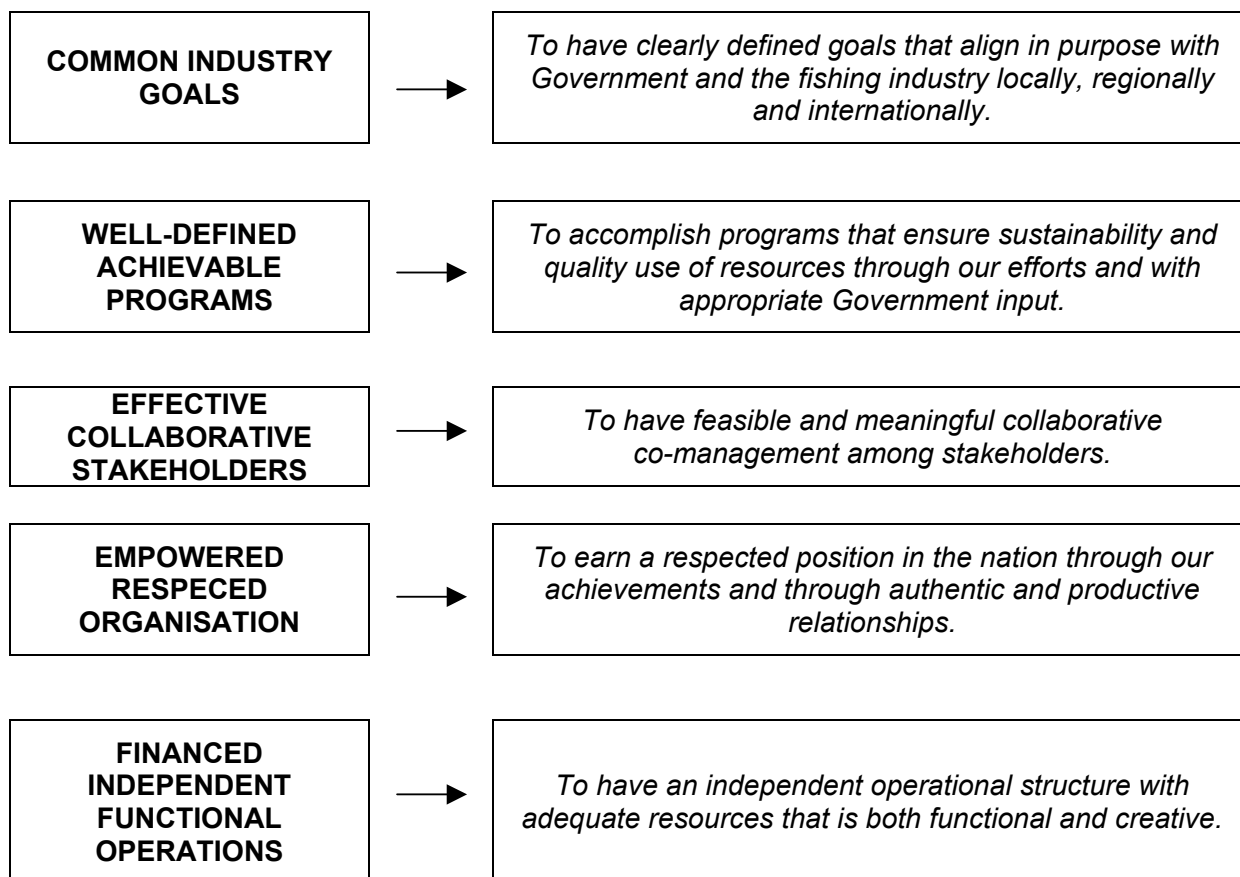 COMMON INDUSTRY
GOALS
To have clearly defined goals that align in purpose with
Government and the fishing industry locally, regionally
and internationally.
WELL-DEFINED
ACHIEVABLE
PROGRAMS
To accomplish programs that ensure sustainability and
quality use of resources through our efforts and with
appropriate Government input.
EFFECTIVE
COLLABORATIVE
STAKEHOLDERS
To have feasible and meaningful collaborative
co-management among stakeholders.
EMPOWERED
RESPECED
ORGANISATION
To earn a respected position in the nation through our
achievements and through authentic and productive
relationships.
FINANCED
INDEPENDENT
FUNCTIONAL
OPERATIONS
To have an independent operational structure with
adequate resources that is both functional and creative.